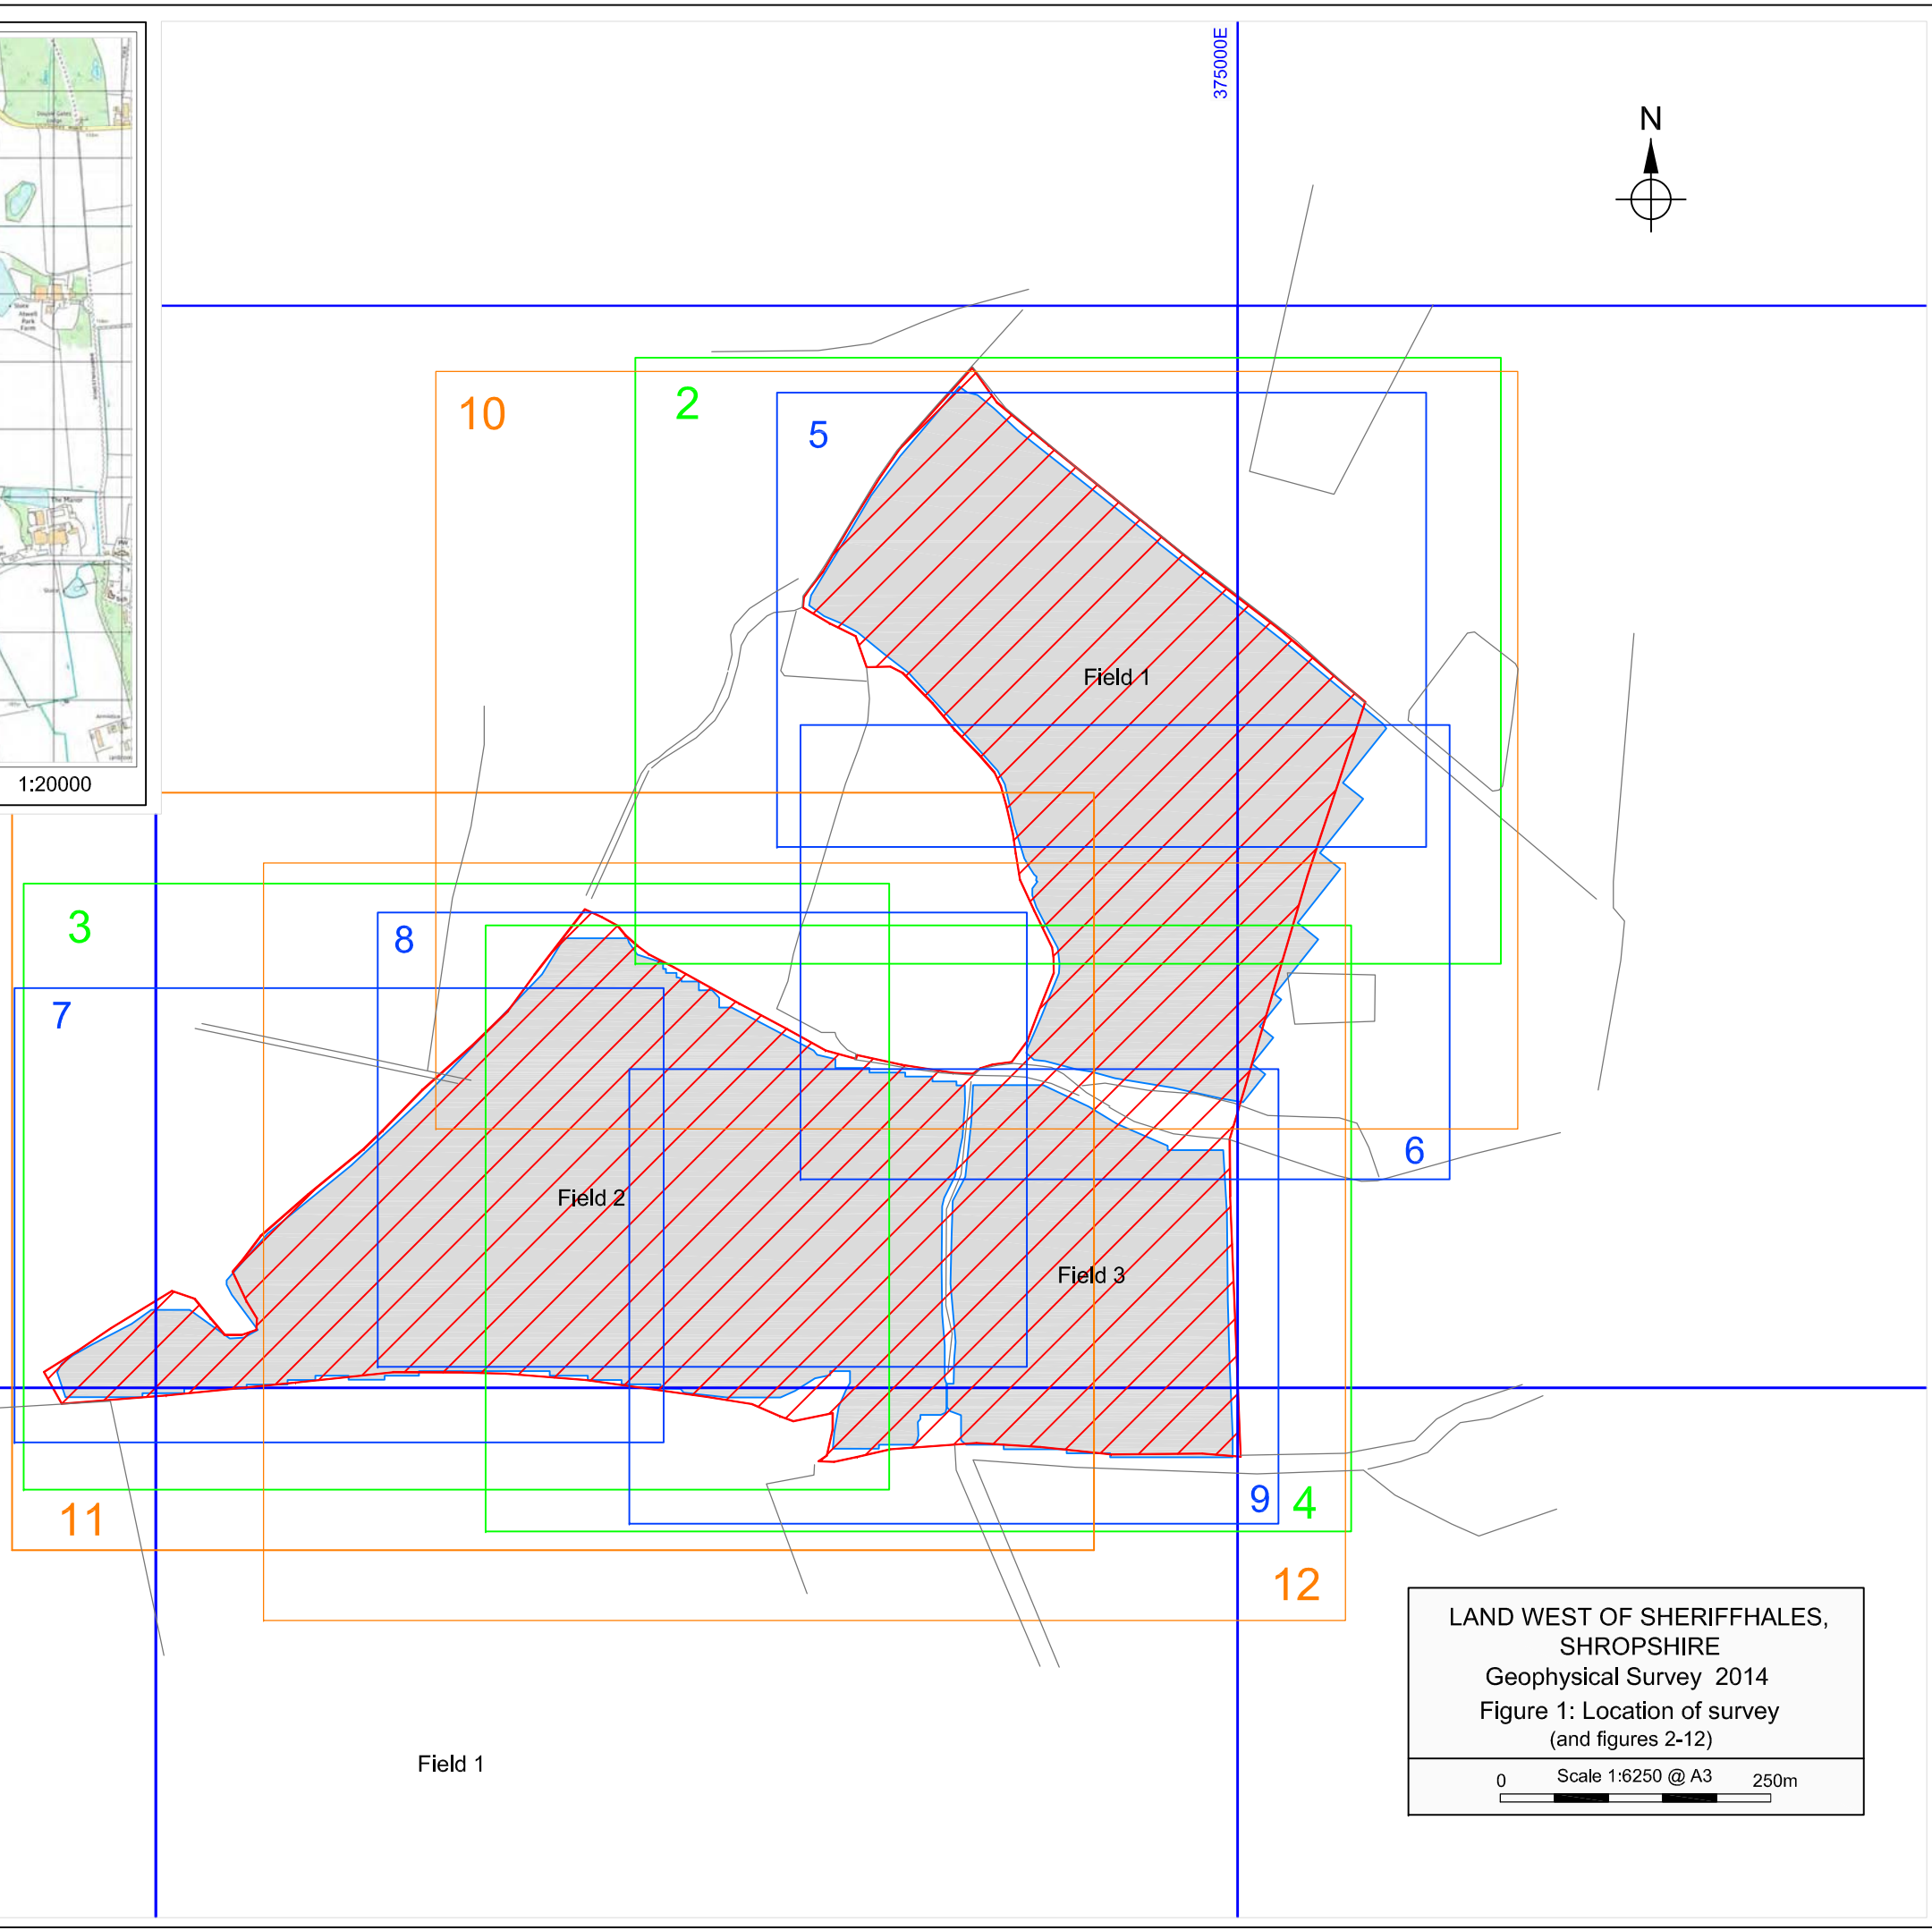 375000E
N
10
2
5
Field 1
1:20000
3
8
7
6
Field 2
Field 3
11
9
4
12
LAND WEST OF SHERIFFHALES,
SHROPSHIRE
Geophysical Survey 2014
Figure 1: Location of survey
(and figures 2-12)
0 Scale 1:6250 @ A3 250m
Field 1
The Manor